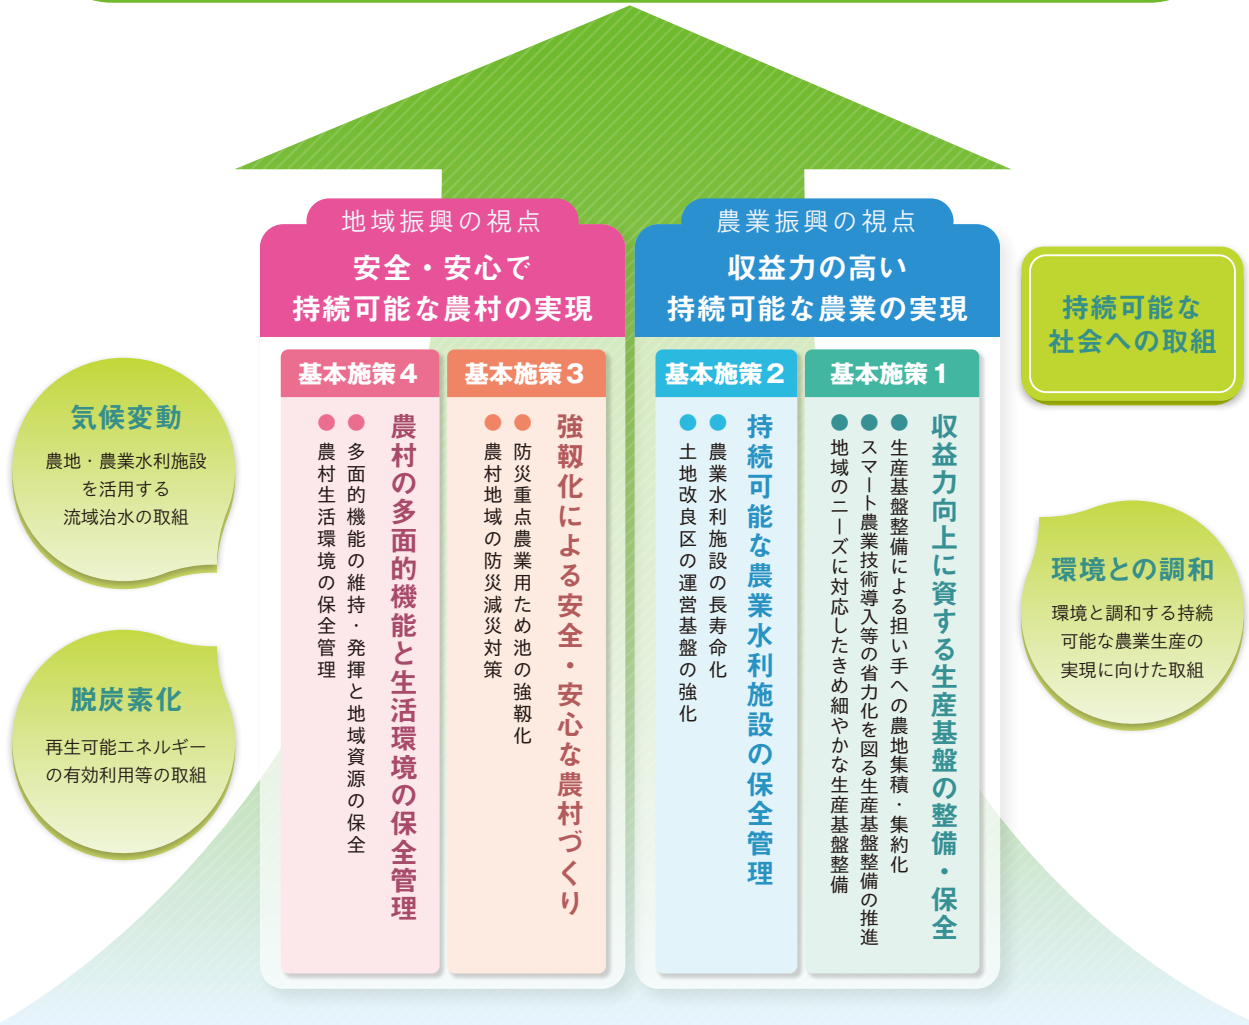 地域振興の視点
安全・安心で
持続可能な農村の実現
農業振興の視点
収益力の高い
持続可能な農業の実現
基本施策1
収益力向上に資する生産基盤の整備・保全
●生産基盤整備による担い手への農地集積・集約化
●スマート農業技術導入等の省力化を図る生産基盤整備の推進
●地域のニーズに対応したきめ細やかな生産基盤整備
基本施策2
持続可能な農業水利施設の保全管理
●農業水利施設の長寿命化
●土地改良区の運営基盤の強化
基本施策3
強靱化による安全・安心な農村づくり
●防災重点農業用ため池の強靱化
●農村地域の防災減災対策
基本施策4
農村の多面的機能と生活環境の保全管理
●多面的機能の維持・発揮と地域資源の保全
●農村生活環境の保全管理
持続可能な
社会への取組
気候変動
農地・農業水利施設
を活用する
流域治水の取組
脱炭素化
再生可能エネルギー
の有効利用等の取組
環境との調和
環境と調和する持続
可能な農業生産の
実現に向けた取組